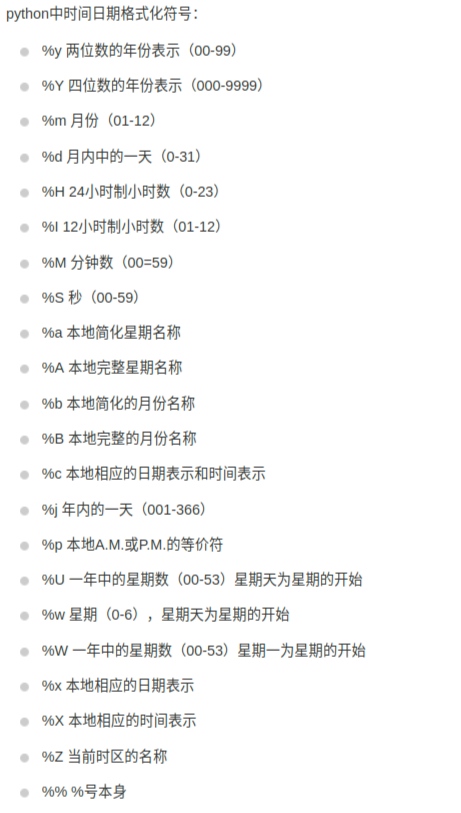 python中时间日期格式化符号：
%y 两位数的年份表示（00-99）
%Y 四位数的年份表示（000-9999）
%m 月份（01-12）
%d 月内中的一天（0-31）
%H 24小时制小时数（0-23）
%I 12小时制小时数（01-12）
%M 分钟数（00=59）
%S 秒（00-59）
%a 本地简化星期名称
%A 本地完整星期名称
%b 本地简化的月份名称
%B 本地完整的月份名称
%c 本地相应的日期表示和时间表示
%j 年内的一天（001-366）
%p 本地A.M.或P.M.的等价符
%U 一年中的星期数（00-53）星期天为星期的开始
%w 星期（0-6），星期天为星期的开始
%W 一年中的星期数（00-53）星期一为星期的开始
%x 本地相应的日期表示
%X 本地相应的时间表示
%Z 当前时区的名称
%% %号本身